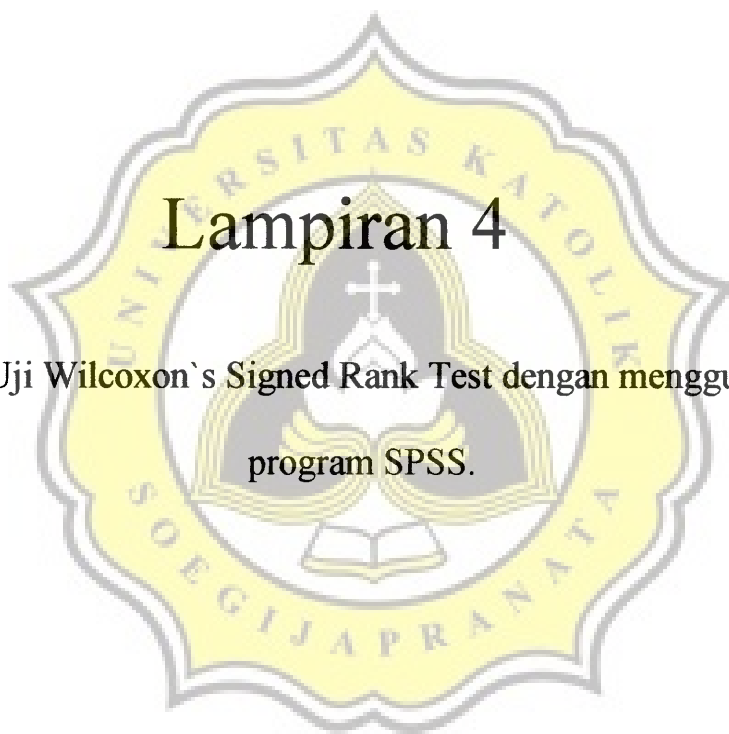 UNIVERSITAS KATOLIK
Lampiran 4
Uji Wilcoxon`s Signed Rank Test dengan menggu
program SPSS.
SOEGIJAPRANATA